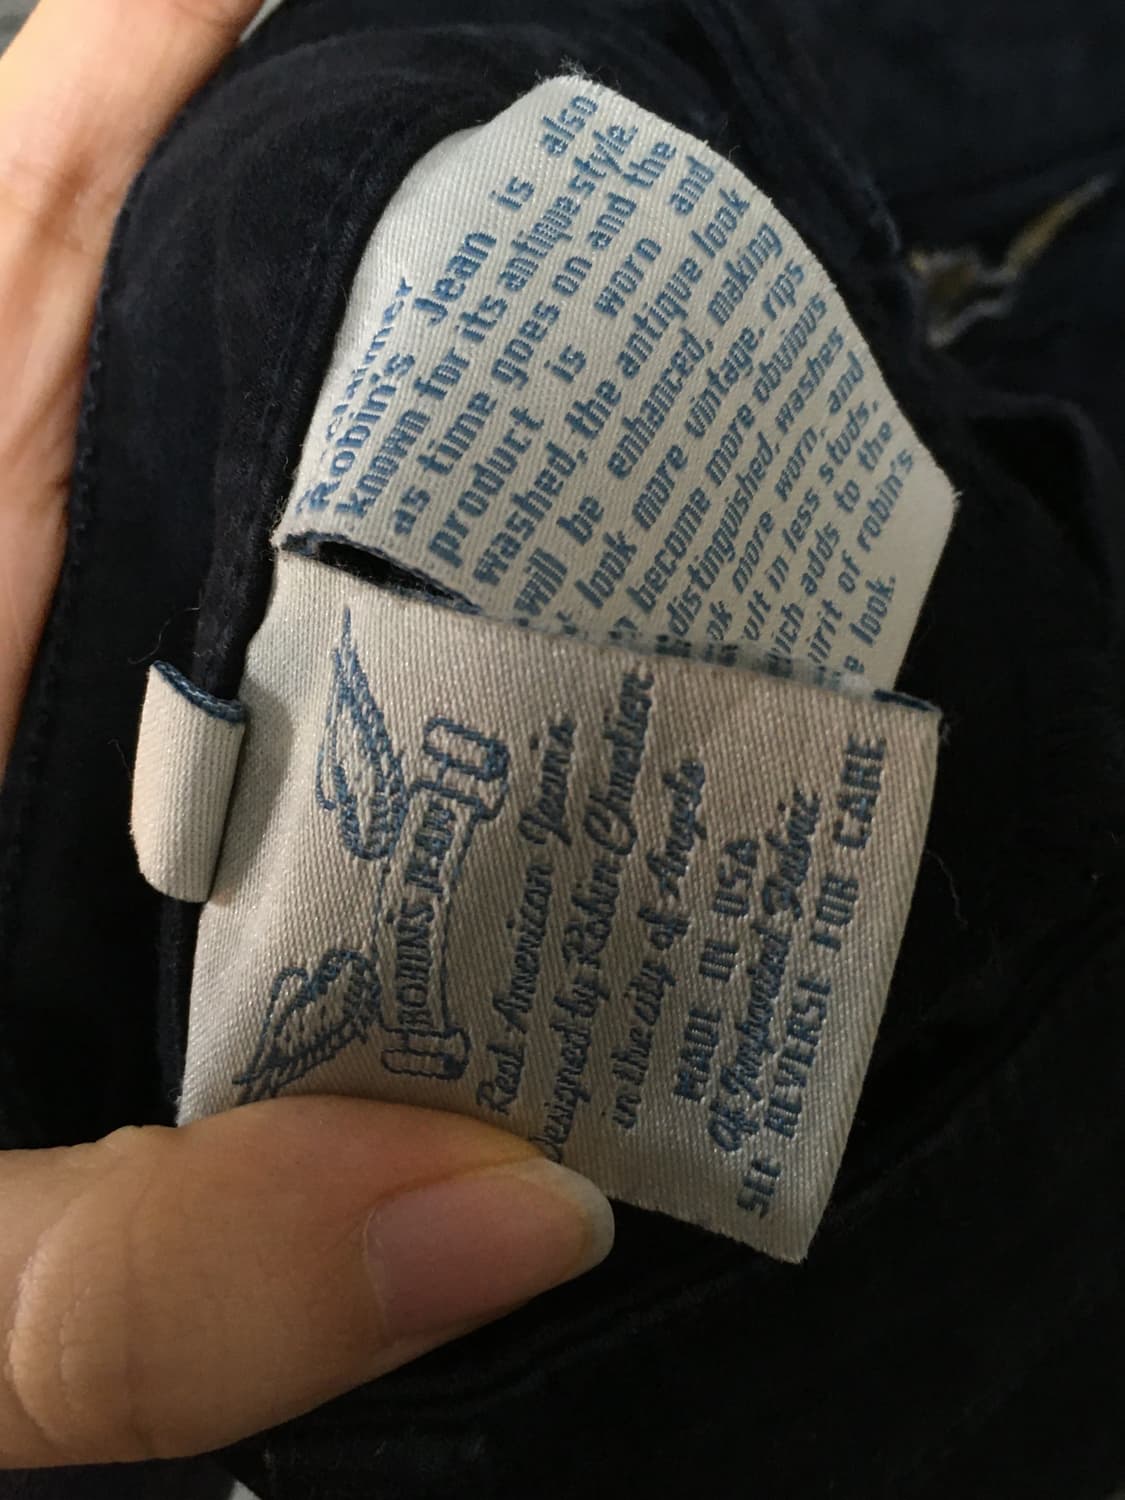 Disclaimer
Robin's Jean is also
known for its antique style.
as time goes on and the
product is worn and
washed, the antique look
will be enhanced, making
look more vintage, rips
become more obvious
distinguished, washes
more worn, and
in less studs,
adds to the
of robin's
look.
ROBIN'S JEAN
Real American Jeans
Designed by Robin Chretien
in the city of Angels
MADE IN USA
Of Imported Fabric
SEE REVERSE FOR CARE